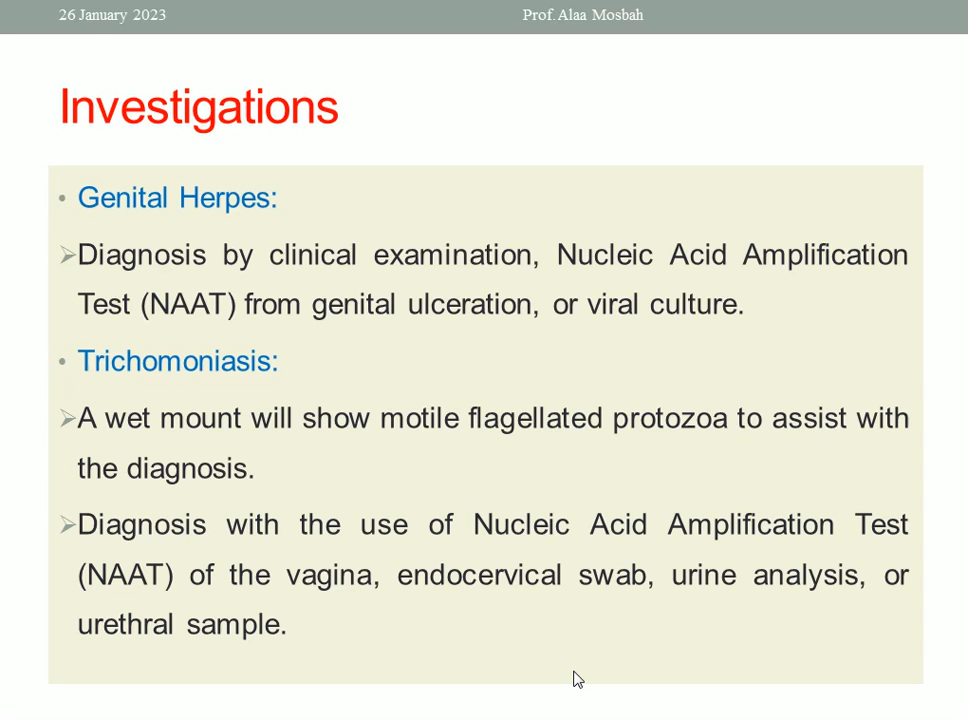 26 January 2023
Prof. Alaa Mosbah
Investigations
• Genital Herpes:
➢Diagnosis by clinical examination, Nucleic Acid Amplification
Test (NAAT) from genital ulceration, or viral culture.
• Trichomoniasis:
➢A wet mount will show motile flagellated protozoa to assist with
the diagnosis.
➢Diagnosis with the use of Nucleic Acid Amplification Test
(NAAT) of the vagina, endocervical swab, urine analysis, or
urethral sample.